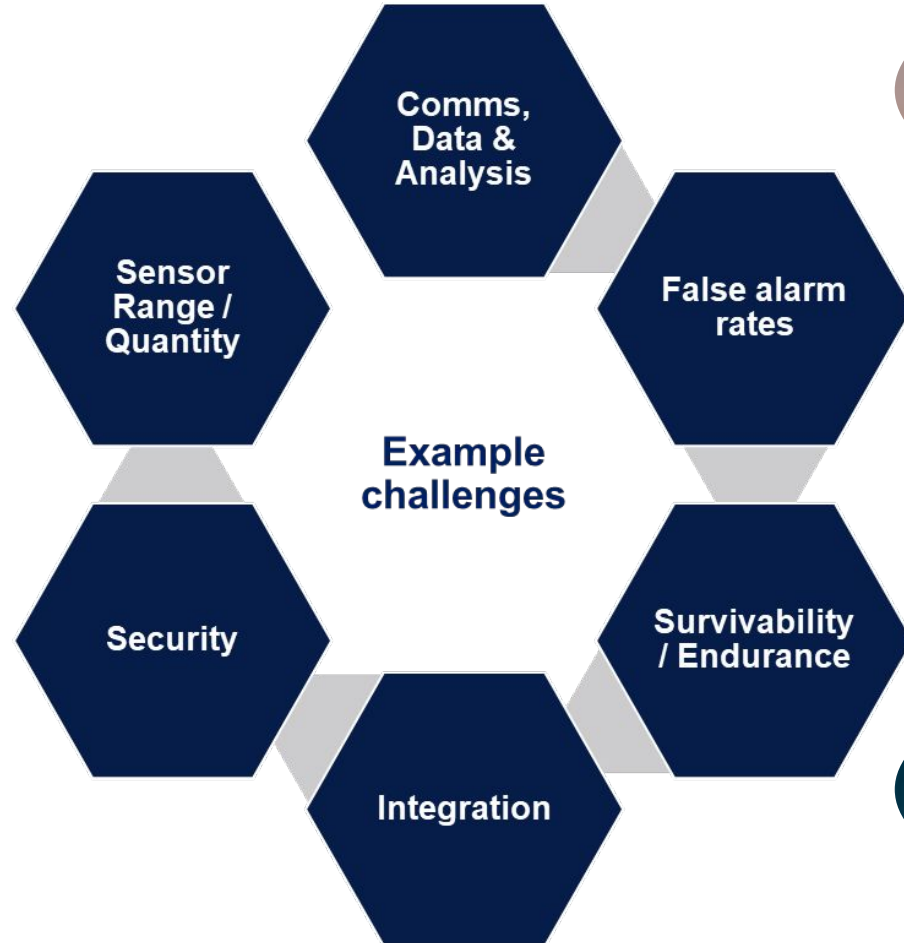 Comms,
Data &
Analysis
False alarm
rates
Survivability
/ Endurance
Integration
Security
Sensor
Range /
Quantity
Example
challenges